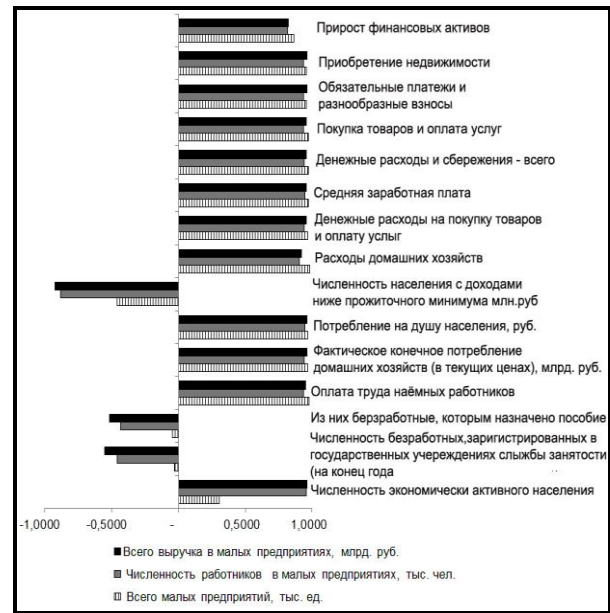 Прирост финансовых активов
Приобретение недвижимости
Обязательные платежи и
разнообразные взносы
Покупка товаров и оплата услуг
Денежные расходы и сбережения - всего
Средняя заработная плата
Денежные расходы на покупку товаров
и оплату услыг
Расходы домашних хозяйств
Численность населения с доходами
ниже прожиточного минимума млн.руб
Потребление на душу населения, руб.
Фактическое конечное потребление
домашних хозяйств (в текущих ценах), млрд. руб.
Оплата труда наёмных работников
Из них берзработные, которым назначено пособие
Численность безработных,заригистрированных в
государственных учереждениях слыжбы занятости
(на конец года
Численность экономически активного населения
-1,0000 -0,5000 - 0,5000 1,0000
Всего выручка в малых предприятиях, млрд. руб.
Численность работников в малых предприятиях, тыс. чел.
Всего малых предприятий, тыс. ед.